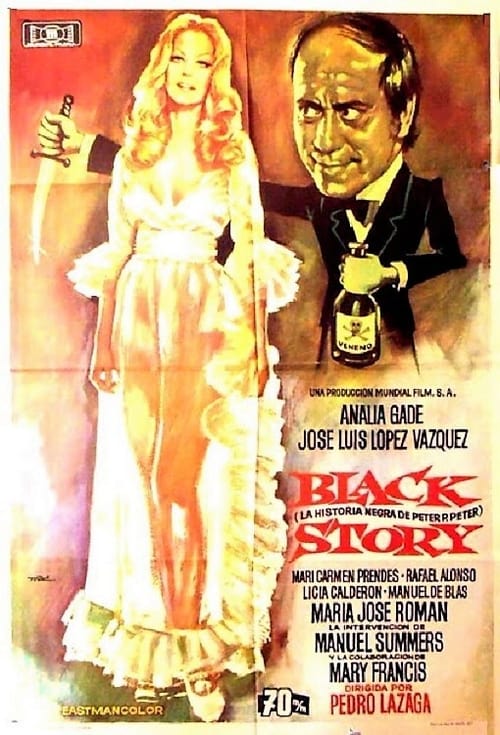 VENENO
UNA PRODUCCION MUNDIAL FILM, S. A.
ANALIA GADE
JOSE LUIS LOPEZ VAZQUEZ
BLACK
(LA HISTORIA NEGRA DE PETER P. PETER)
STORY
MARI CARMEN PRENDES - RAFAEL ALONSO
LICIA CALDERON - MANUEL DE BLAS
MARIA JOSE ROMAN
LA INTERVENCION DE
MANUEL SUMMERS
Y LA COLABORACION DE
MARY FRANCIS
DIRIGIDA POR
PEDRO LAZAGA
EASTMANCOLOR
70 m/m